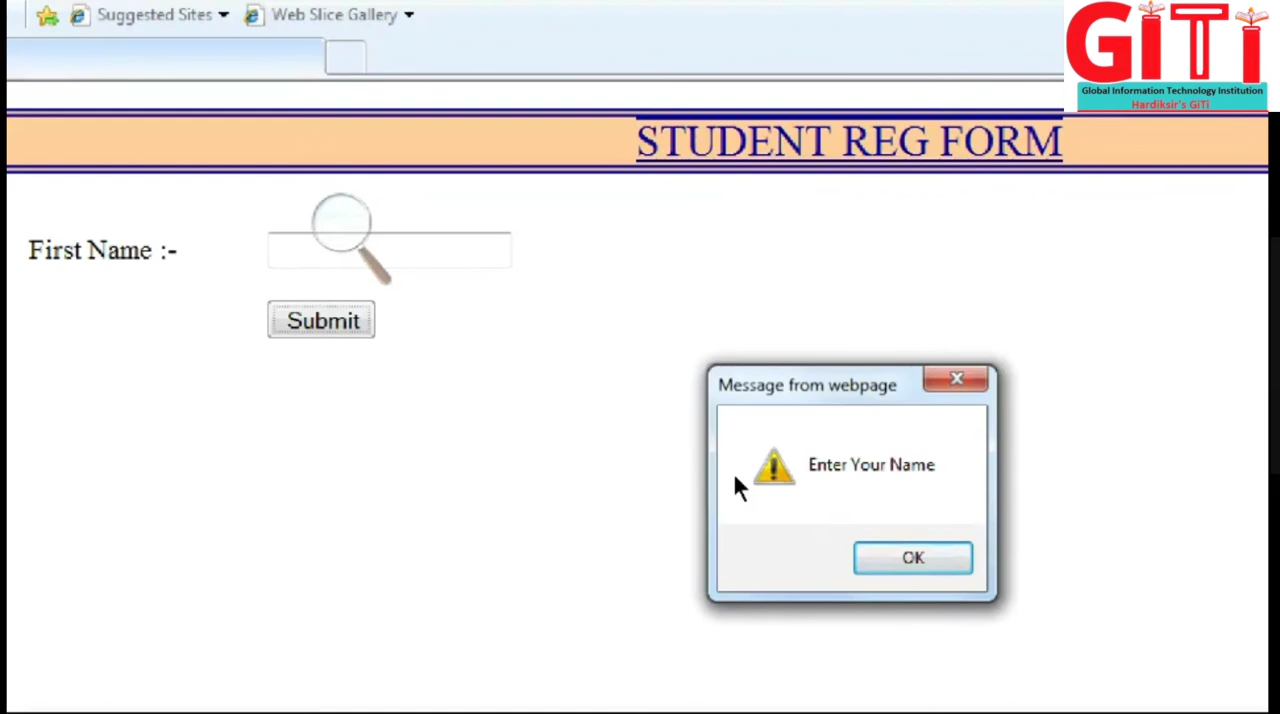 Suggested Sites
Web Slice Gallery
GiTi
Global Information Technology Institution
Hardiksir's GiTi
STUDENT REG FORM
First Name :-
Submit
Message from webpage
Enter Your Name
OK